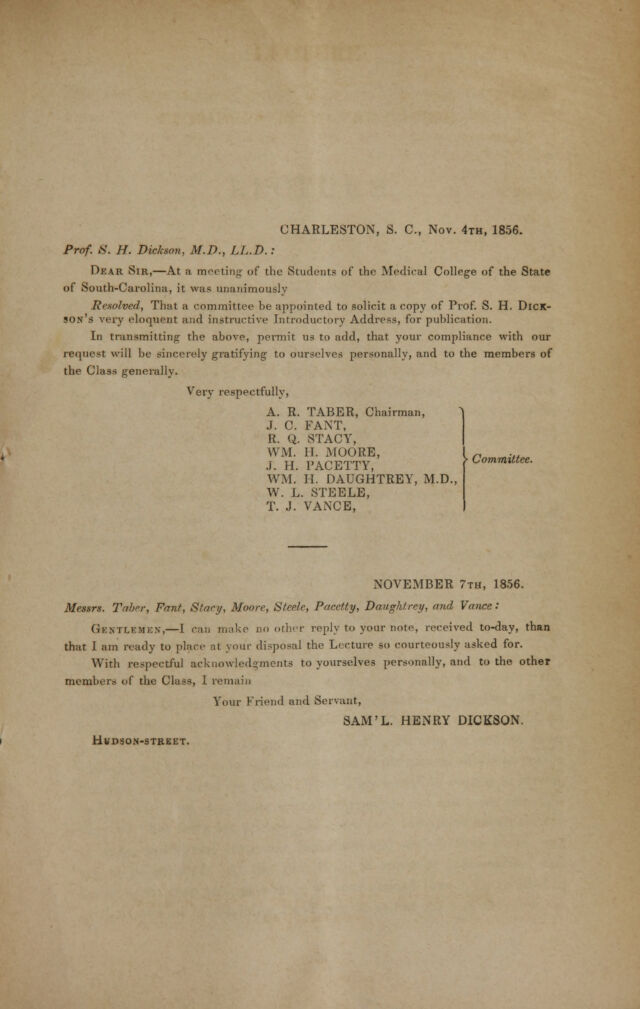 CHARLESTON, S. C., Nov. 4TH, 1856.
Prof. S. H. Dickson, M.D., LL.D. :
DEAR SIR,—At a meeting of the Students of the Medical College of the State
of South-Carolina, it was unanimously
Resolved, That a committee be appointed to solicit a copy of Prof. S. H. DICK-
SON's very eloquent and instructive Introductory Address, for publication.
In transmitting the above, permit us to add, that your compliance with our
request will be sincerely gratifying to ourselves personally, and to the members of
the Class generally.
Very respectfully,
A. R. TABER, Chairman,
J. C. FANT,
R. Q. STACY,
WM. H. MOORE,
J. H. PACETTY,
WM. H. DAUGHTREY, M.D.,
W. L. STEELE,
T. J. VANCE,
Committee.
NOVEMBER 7TH, 1856.
Messrs. Taber, Fant, Stacy, Moore, Steele, Pacetty, Daughtrey, and Vance :
GENTLEMEN,—I can make no other reply to your note, received to-day, than
that I am ready to place at your disposal the Lecture so courteously asked for.
With respectful acknowledgments to yourselves personally, and to the other
members of the Class, I remain
Your Friend and Servant,
SAM'L. HENRY DICKSON.
HUDSON-STREET.